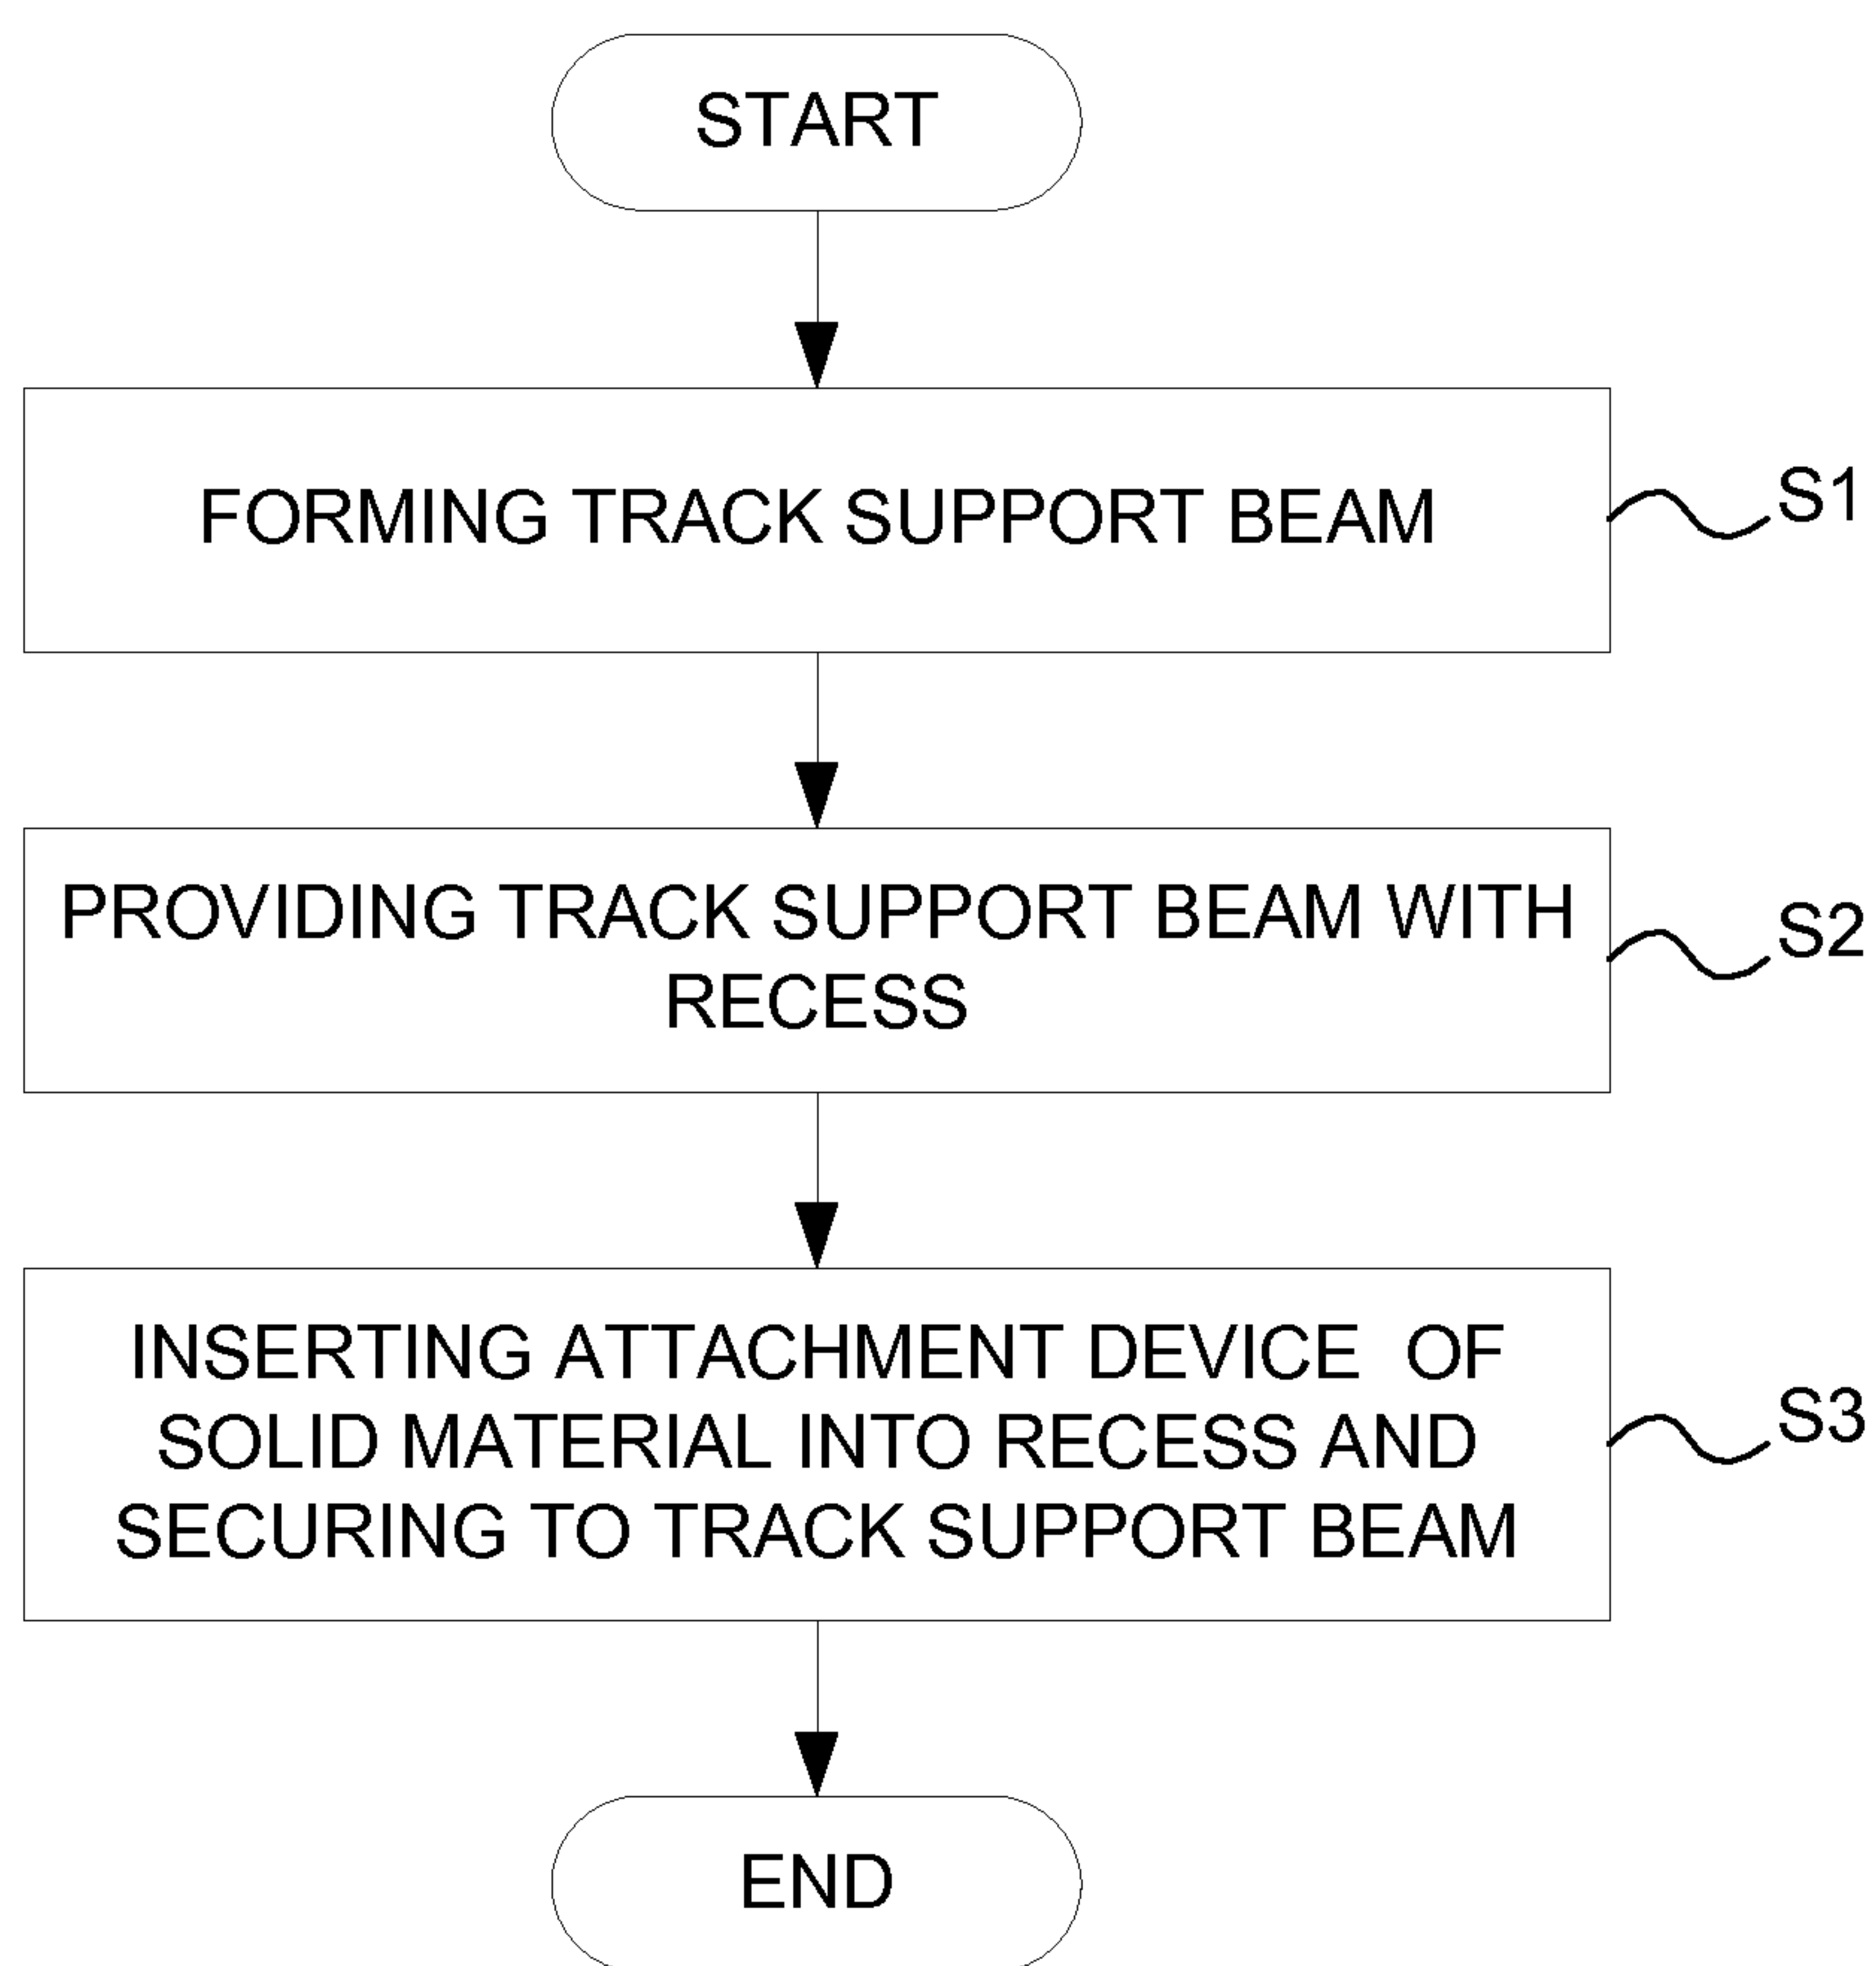 START
FORMING TRACK SUPPORT BEAM
S1
PROVIDING TRACK SUPPORT BEAM WITH
RECESS
S2
INSERTING ATTACHMENT DEVICE OF
SOLID MATERIAL INTO RECESS AND
SECURING TO TRACK SUPPORT BEAM
S3
END